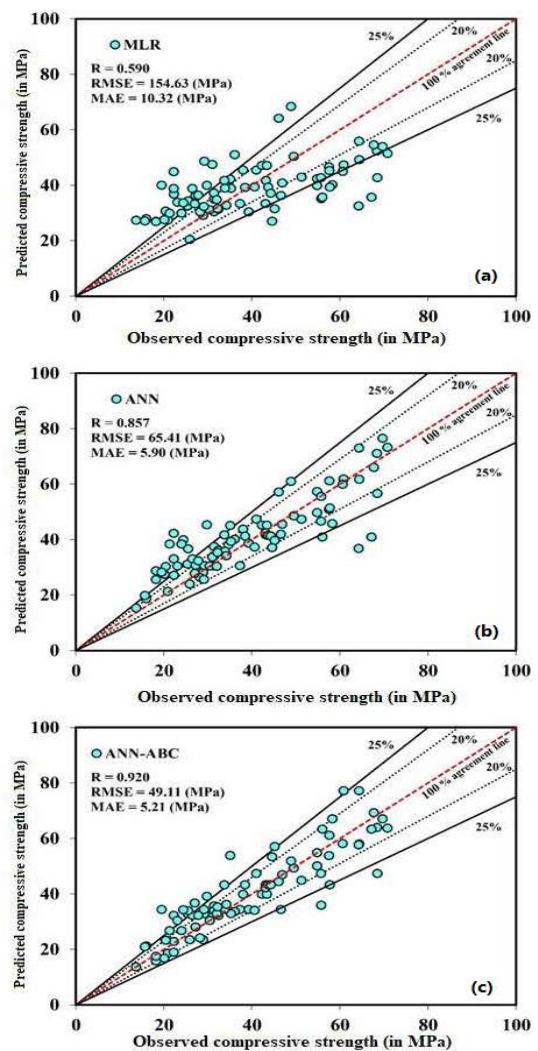 100
80
60
40
20
0
MLR
R = 0.590
RMSE = 154.63 (MPa)
MAE = 10.32 (MPa)
25%
20%
100 % agreement line
20%
25%
(a)
Predicted compressive strength (in MPa)
0 20 40 60 80 100
Observed compressive strength (in MPa)
100
80
60
40
20
0
ANN
R = 0.857
RMSE = 65.41 (MPa)
MAE = 5.90 (MPa)
25%
20%
100 % agreement line
20%
25%
(b)
Predicted compressive strength (in MPa)
0 20 40 60 80 100
Observed compressive strength (in MPa)
100
80
60
40
20
0
ANN-ABC
R = 0.920
RMSE = 49.11 (MPa)
MAE = 5.21 (MPa)
25%
20%
100 % agreement line
20%
25%
(c)
Predicted compressive strength (in MPa)
0 20 40 60 80 100
Observed compressive strength (in MPa)